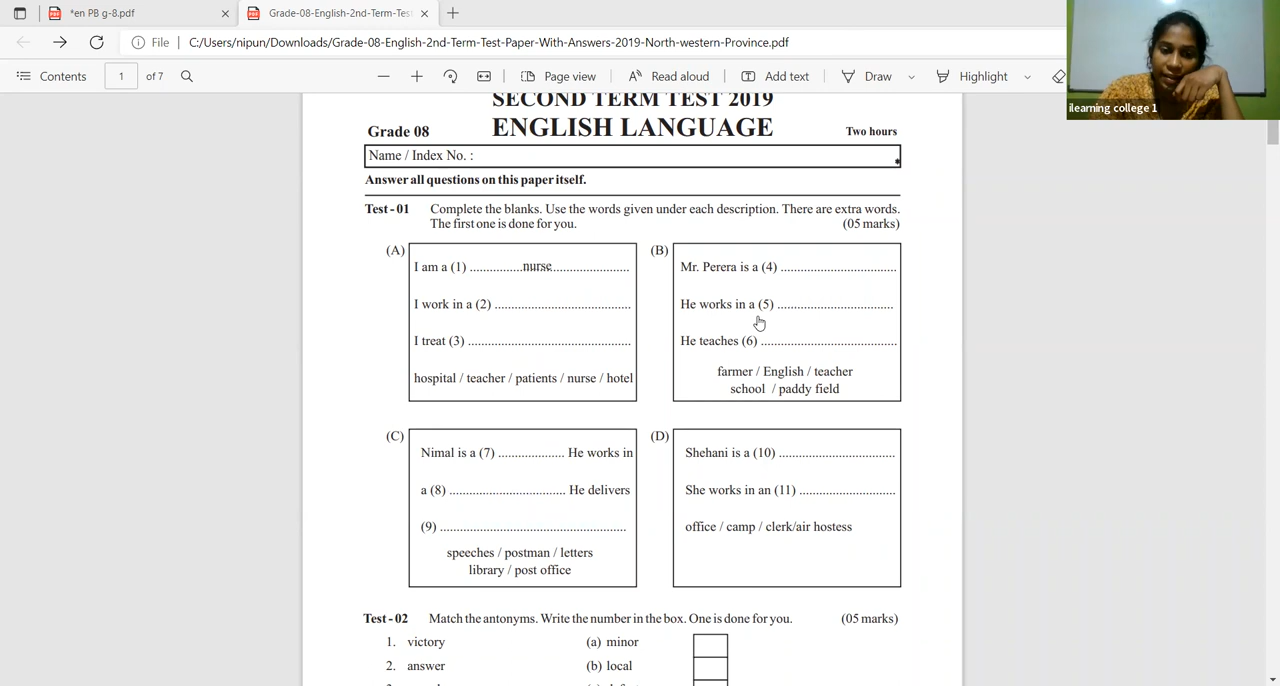 *en PB g-8.pdf
Grade-08-English-2nd-Term-Test
File C:/Users/nipun/Downloads/Grade-08-English-2nd-Term-Test-Paper-With-Answers-2019-North-western-Province.pdf
Contents 1 of 7 Page view Read aloud Add text Draw Highlight
ilearning college 1
SECOND TERM TEST 2019
Grade 08 ENGLISH LANGUAGE Two hours
Name / Index No. :
Answer all questions on this paper itself.
Test - 01 Complete the blanks. Use the words given under each description. There are extra words.
The first one is done for you. (05 marks)
(A)
I am a (1) ......................nurse................................
I work in a (2) ..........................................
I treat (3) ..................................................
hospital / teacher / patients / nurse / hotel
(B)
Mr. Perera is a (4) ...................................
He works in a (5) ...................................
He teaches (6) .........................................
farmer / English / teacher
school / paddy field
(C)
Nimal is a (7) .................... He works in
a (8) ................................... He delivers
(9) .........................................................
speeches / postman / letters
library / post office
(D)
Shehani is a (10) ...................................
She works in an (11) .............................
office / camp / clerk/air hostess
Test - 02 Match the antonyms. Write the number in the box. One is done for you. (05 marks)
1. victory (a) minor
2. answer (b) local